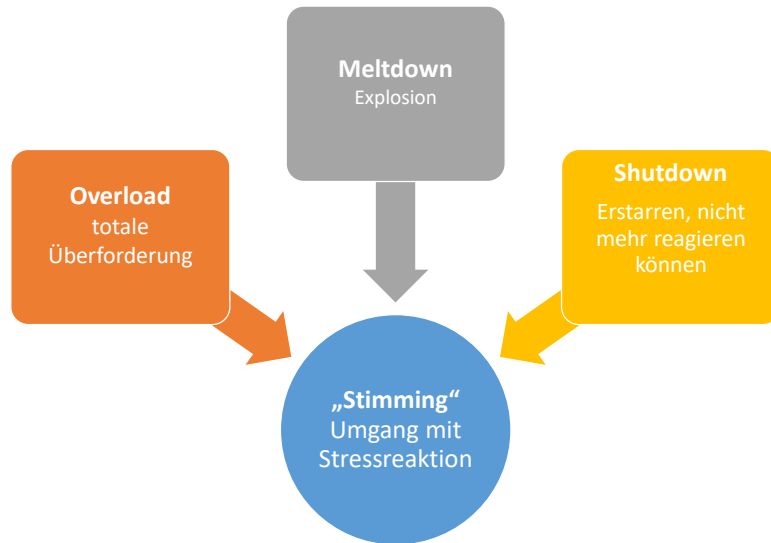 Meltdown
Explosion
Overload
totale
Überforderung
Shutdown
Erstarren, nicht
mehr reagieren
können
„Stimming“
Umgang mit
Stressreaktion